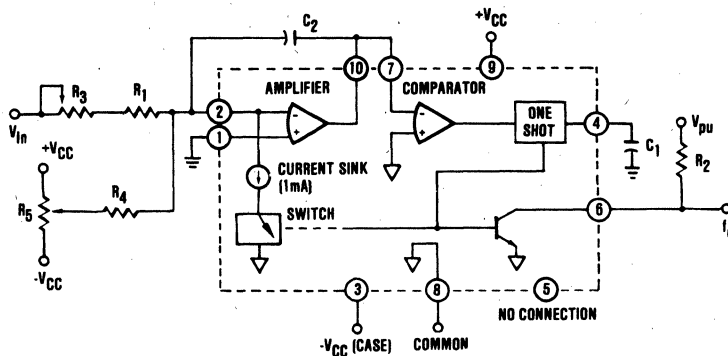 C2
+VCC
10
7
9
AMPLIFIER
COMPARATOR
R3
R1
2
-
+
-
+
ONE
SHOT
4
Vin
1
C1
Vpu
R2
+VCC
CURRENT SINK
(1mA)
R5
R4
SWITCH
6
-VCC
3
8
5
NO CONNECTION
-VCC (CASE)
COMMON